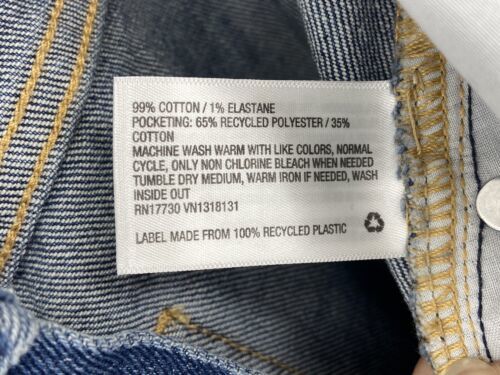 99% COTTON / 1% ELASTANE
POCKETING: 65% RECYCLED POLYESTER / 35%
COTTON
MACHINE WASH WARM WITH LIKE COLORS, NORMAL
CYCLE, ONLY NON CHLORINE BLEACH WHEN NEEDED
TUMBLE DRY MEDIUM, WARM IRON IF NEEDED, WASH
INSIDE OUT
RN17730 VN1318131
LABEL MADE FROM 100% RECYCLED PLASTIC